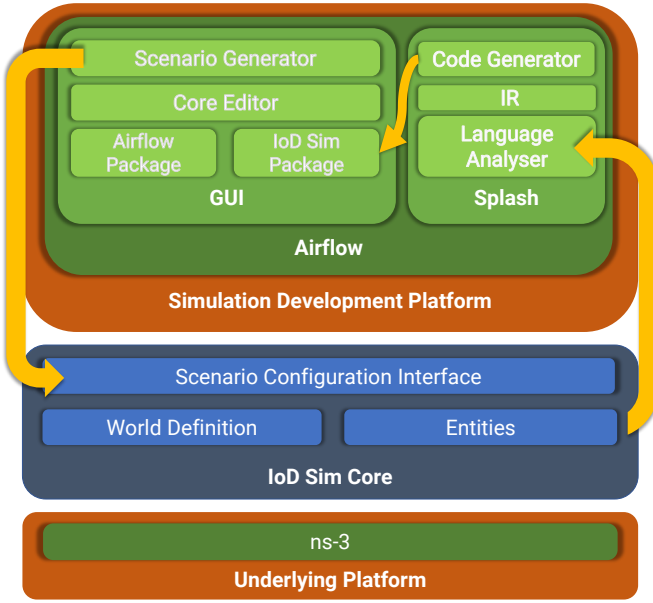 Scenario Generator
Core Editor
Airflow
Package
IoD Sim
Package
GUI
Code Generator
IR
Language
Analyser
Splash
Airflow
Simulation Development Platform
Scenario Configuration Interface
World Definition
Entities
IoD Sim Core
ns-3
Underlying Platform